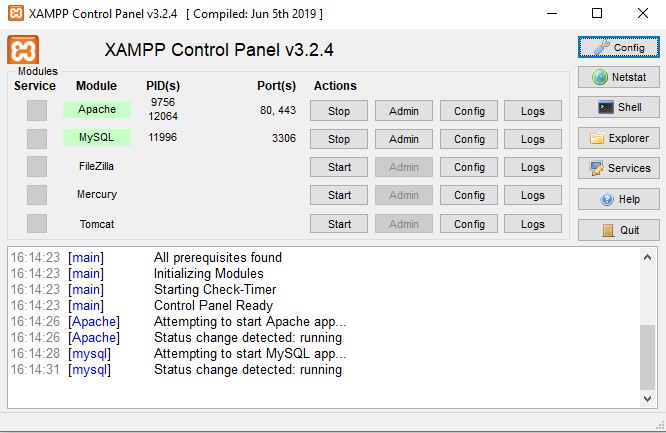 XAMPP Control Panel v3.2.4 [ Compiled: Jun 5th 2019 ]
XAMPP Control Panel v3.2.4
Config
Modules
Service Module PID(s) Port(s) Actions
Netstat
Apache 9756 12064 80, 443 Stop Admin Config Logs
Shell
MySQL 11996 3306 Stop Admin Config Logs
Explorer
FileZilla Start Admin Config Logs
Services
Mercury Start Admin Config Logs
Help
Tomcat Start Admin Config Logs
Quit
16:14:23 [main] All prerequisites found
16:14:23 [main] Initializing Modules
16:14:23 [main] Starting Check-Timer
16:14:23 [main] Control Panel Ready
16:14:26 [Apache] Attempting to start Apache app...
16:14:26 [Apache] Status change detected: running
16:14:28 [mysql] Attempting to start MySQL app...
16:14:31 [mysql] Status change detected: running